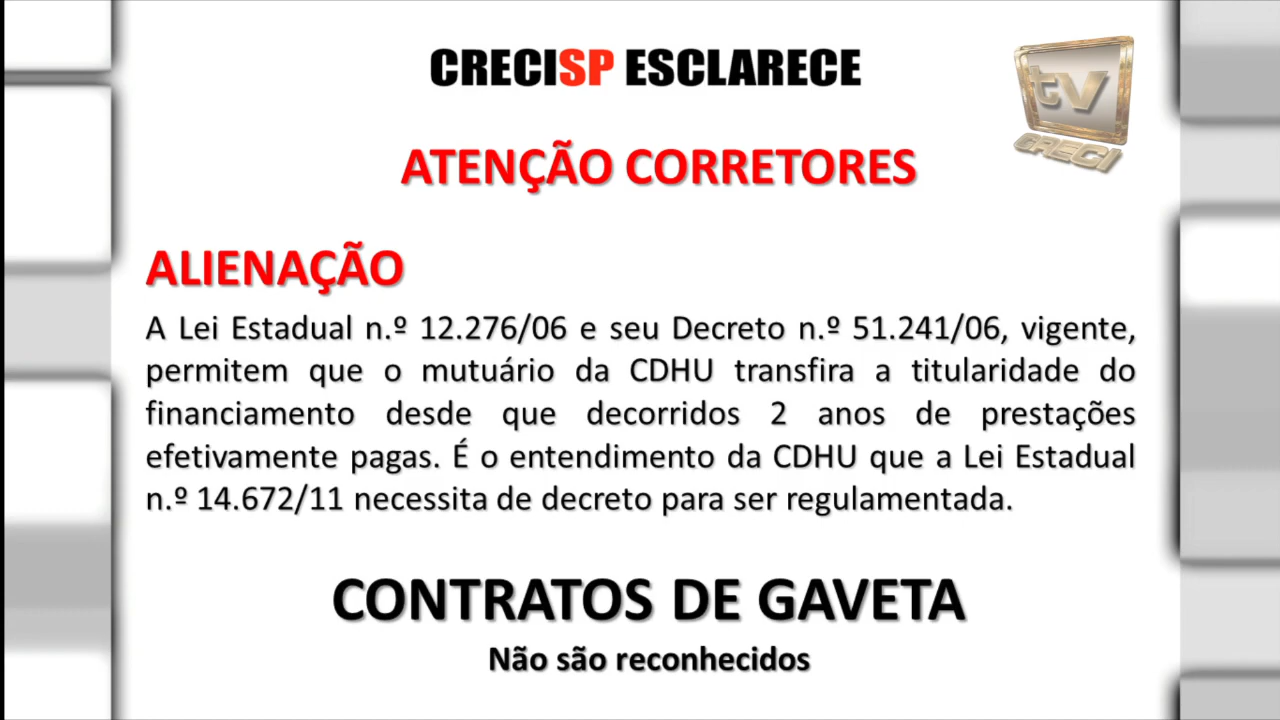 CRECISP ESCLARECE
tv
CRECI
ATENÇÃO CORRETORES
ALIENAÇÃO
A Lei Estadual n.º 12.276/06 e seu Decreto n.º 51.241/06, vigente,
permitem que o mutuário da CDHU transfira a titularidade do
financiamento desde que decorridos 2 anos de prestações
efetivamente pagas. É o entendimento da CDHU que a Lei Estadual
n.º 14.672/11 necessita de decreto para ser regulamentada.
CONTRATOS DE GAVETA
Não são reconhecidos